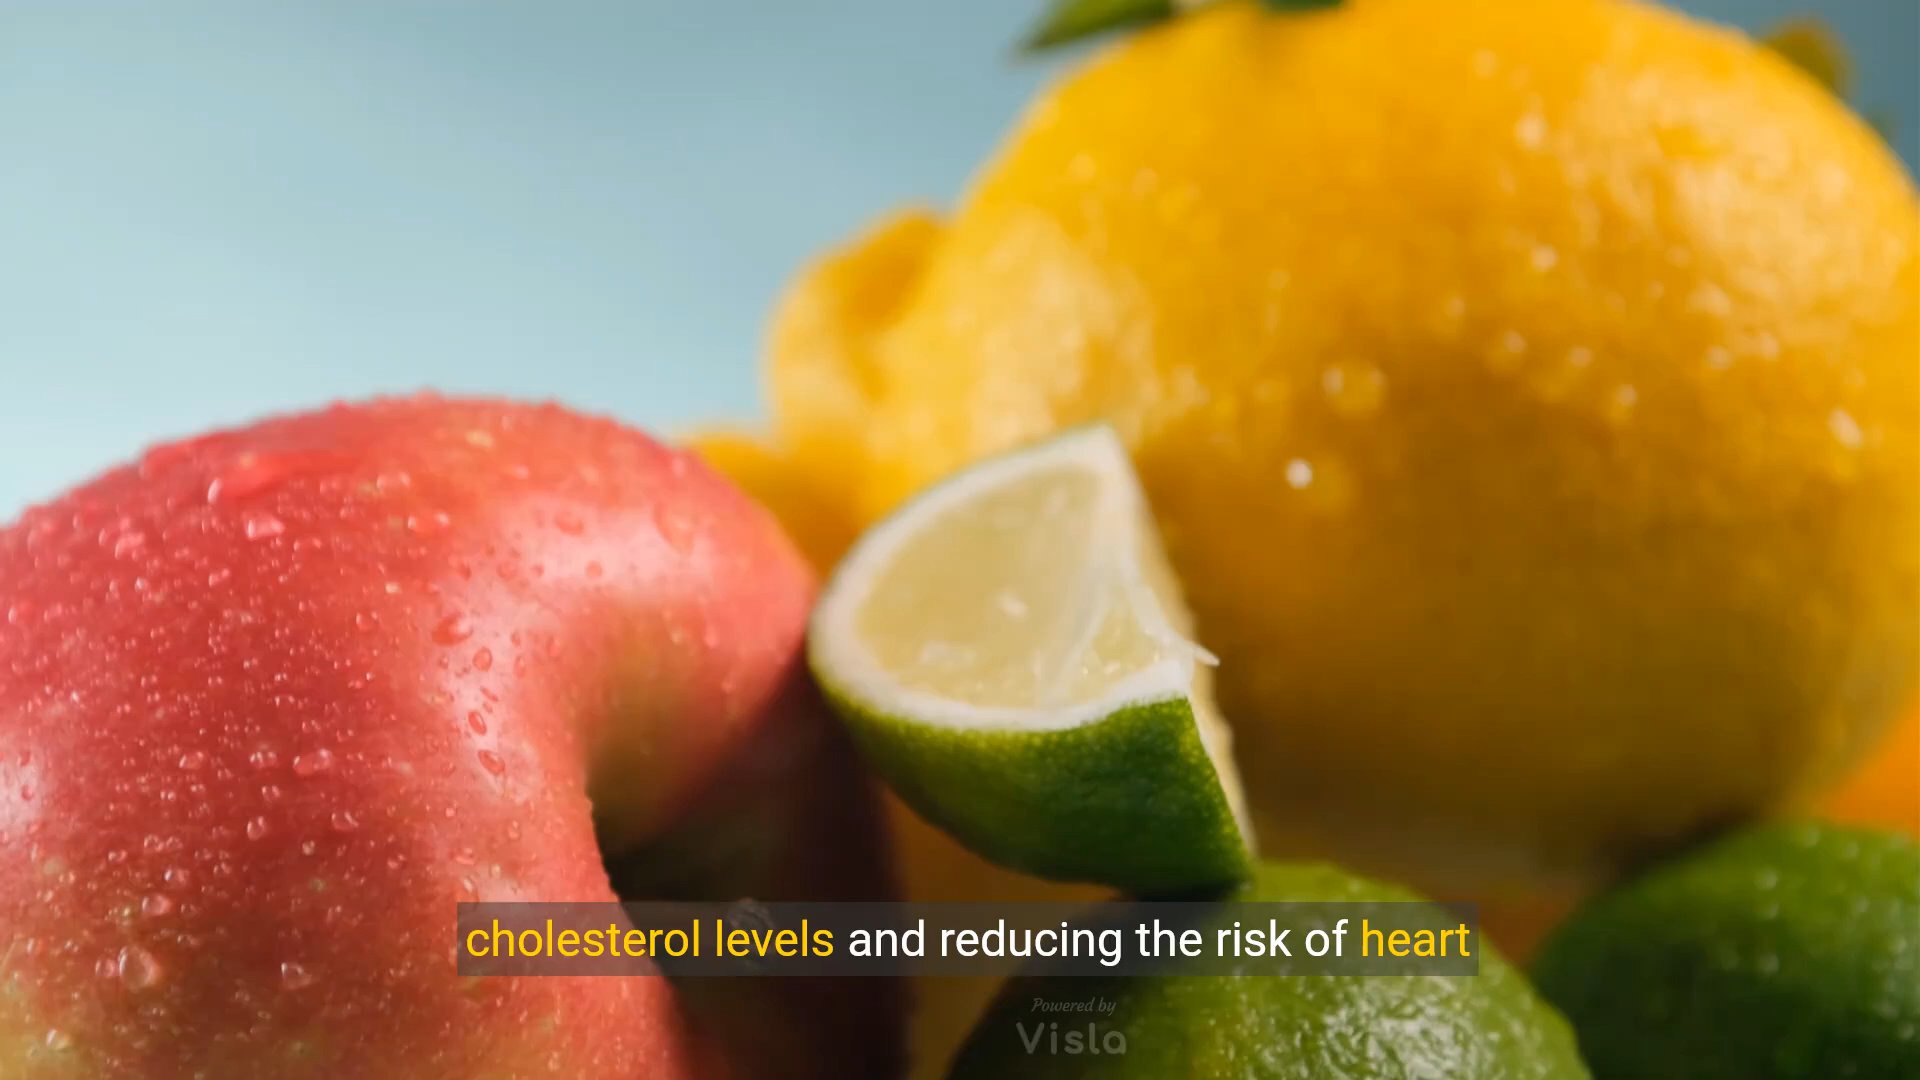 cholesterol levels and reducing the risk of heart
Powered by
Visla